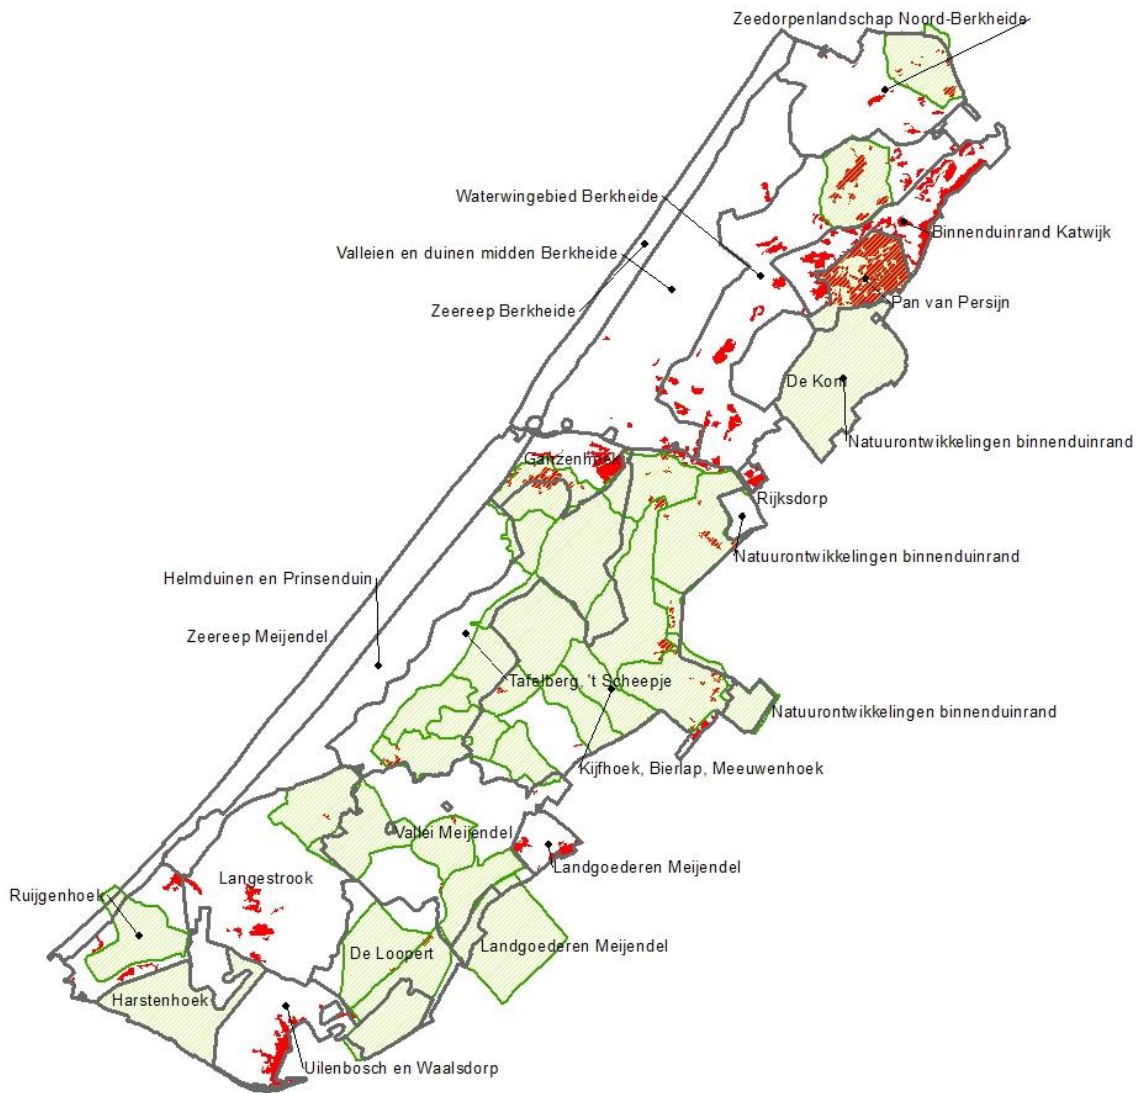 Zeedorpenlandschap Noord-Berkheide
Waterwingebied Berkheide
Binnenduinrand Katwijk
Valleien en duinen midden Berkheide
Pan van Persijn
Zeereep Berkheide
De Kom
Natuurontwikkelingen binnenduinrand
Ganzenhoek
Rijksdorp
Natuurontwikkelingen binnenduinrand
Helmduinen en Prinsenduin
Zeereep Meijendel
Tafelberg, 't Scheepje
Natuurontwikkelingen binnenduinrand
Kijfhoek, Bierlap, Meeuwenhoek
Vallei Meijendel
Landgoederen Meijendel
Langestrook
Ruijgenhoek
Landgoederen Meijendel
De Loopert
Harstenhoek
Uilenbosch en Waalsdorp